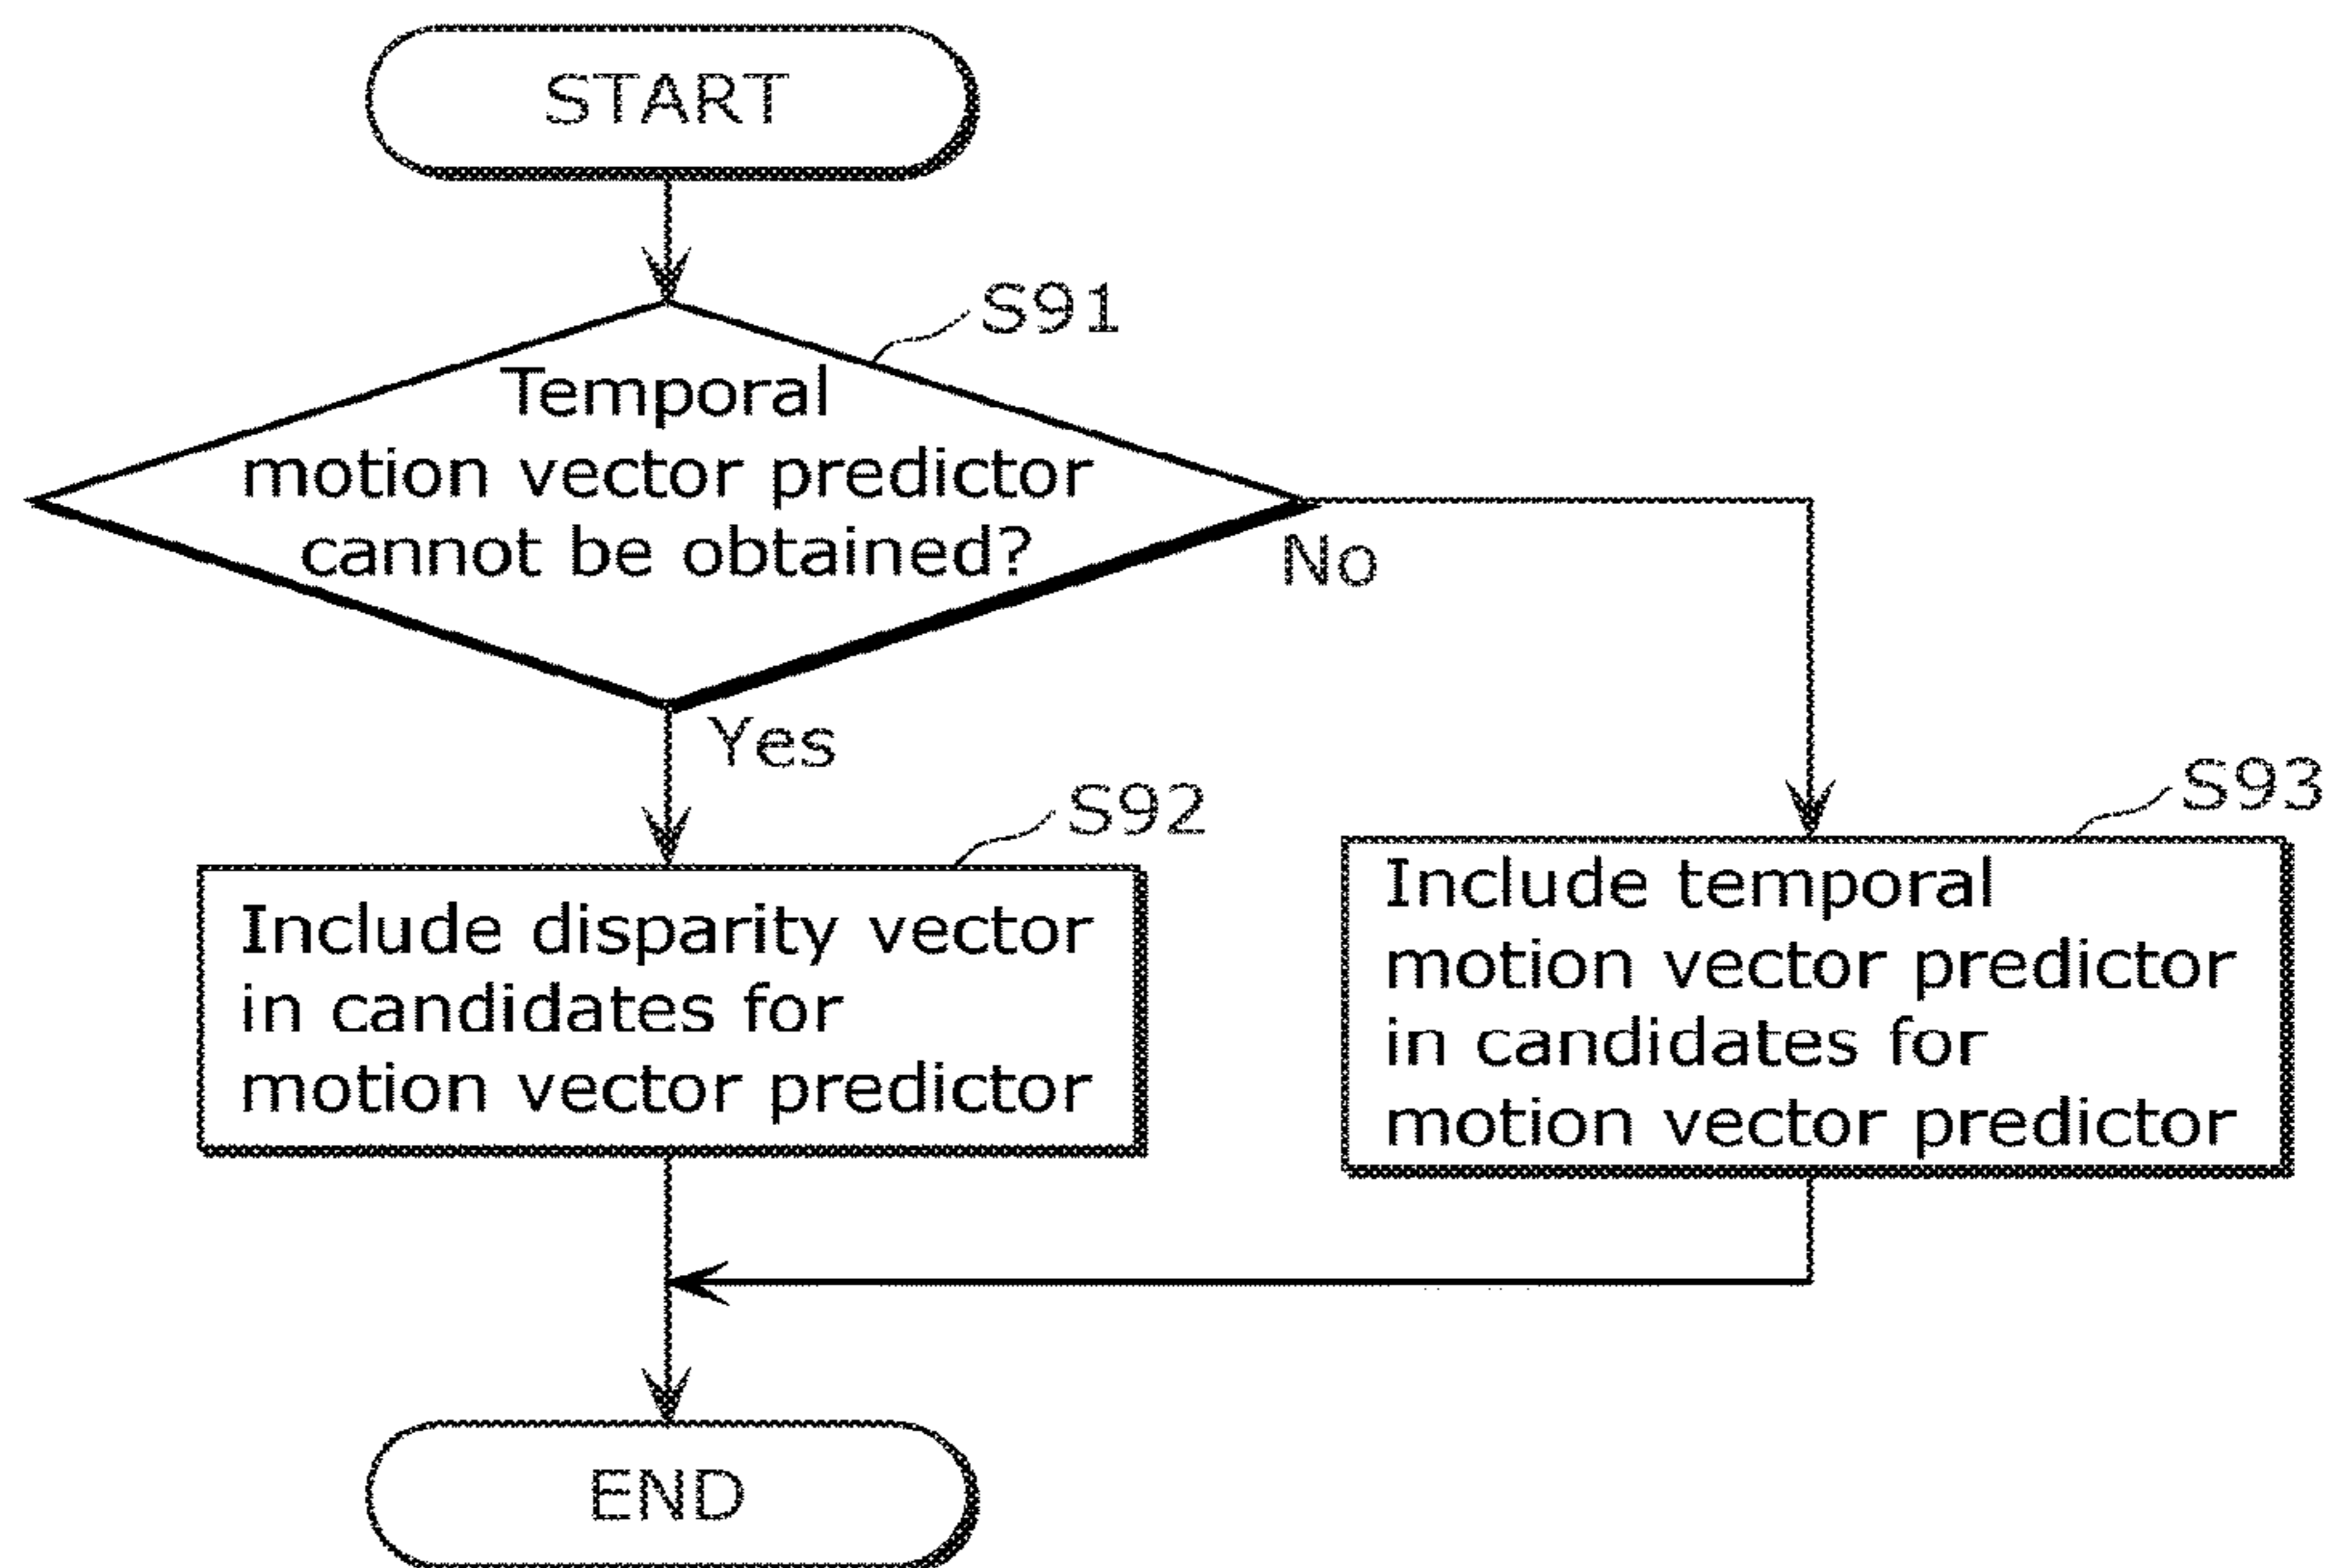 START
S91
Temporal
motion vector predictor
cannot be obtained?
No
Yes
S92
Include disparity vector
in candidates for
motion vector predictor
S93
Include temporal
motion vector predictor
in candidates for
motion vector predictor
END